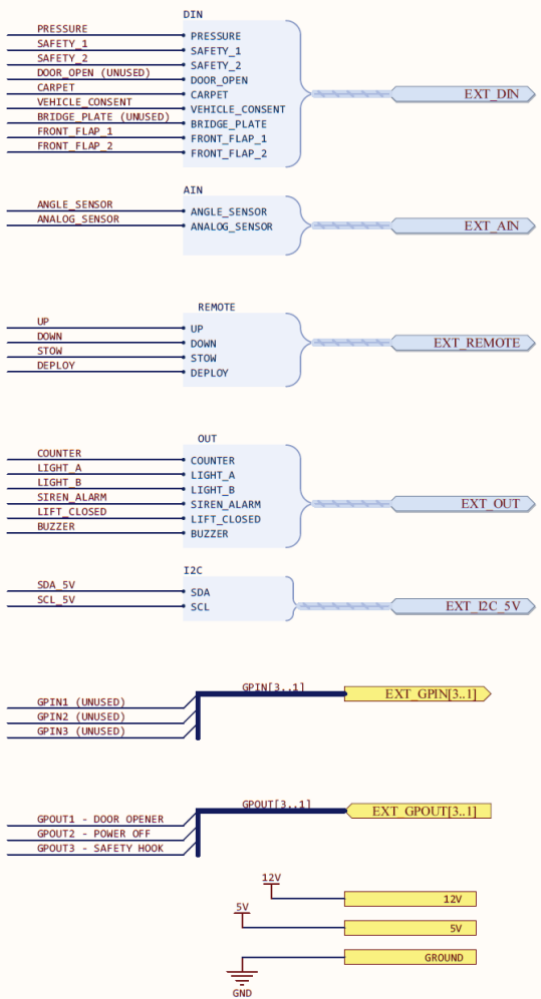 DIN
PRESSURE
SAFETY_1
SAFETY_2
DOOR_OPEN (UNUSED)
CARPET
VEHICLE_CONSENT
BRIDGE_PLATE (UNUSED)
FRONT_FLAP_1
FRONT_FLAP_2
PRESSURE
SAFETY_1
SAFETY_2
DOOR_OPEN
CARPET
VEHICLE_CONSENT
BRIDGE_PLATE
FRONT_FLAP_1
FRONT_FLAP_2
EXT_DIN
AIN
ANGLE_SENSOR
ANALOG_SENSOR
ANGLE_SENSOR
ANALOG_SENSOR
EXT_AIN
REMOTE
UP
DOWN
STOW
DEPLOY
UP
DOWN
STOW
DEPLOY
EXT_REMOTE
OUT
COUNTER
LIGHT_A
LIGHT_B
SIREN_ALARM
LIFT_CLOSED
BUZZER
COUNTER
LIGHT_A
LIGHT_B
SIREN_ALARM
LIFT_CLOSED
BUZZER
EXT_OUT
I2C
SDA_5V
SCL_5V
SDA
SCL
EXT_I2C_5V
GPIN[3..1]
EXT_GPIN[3..1]
GPIN1 (UNUSED)
GPIN2 (UNUSED)
GPIN3 (UNUSED)
GPOUT[3..1]
EXT_GPOUT[3..1]
GPOUT1 - DOOR OPENER
GPOUT2 - POWER OFF
GPOUT3 - SAFETY HOOK
12V
12V
5V
5V
GROUND
GND